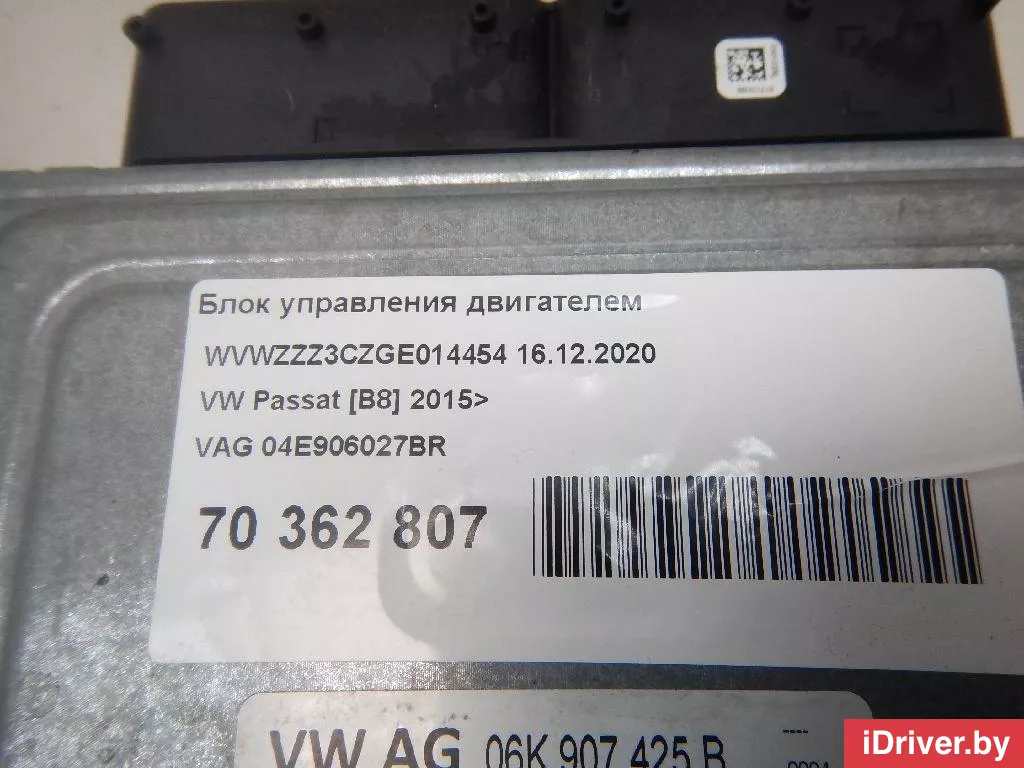 Блок управления двигателем
WVWZZZ3CZGE014454 16.12.2020
VW Passat [B8] 2015>
VAG 04E906027BR
70 362 807
VW AG 06K 907 425 B
iDriver.by